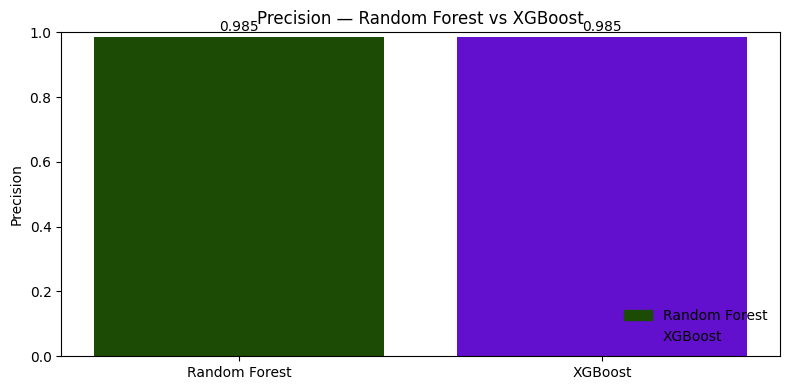 Precision — Random Forest vs XGBoost
0.985
0.985
1.0
0.8
0.6
0.4
0.2
0.0
Precision
Random Forest
XGBoost
Random Forest
XGBoost